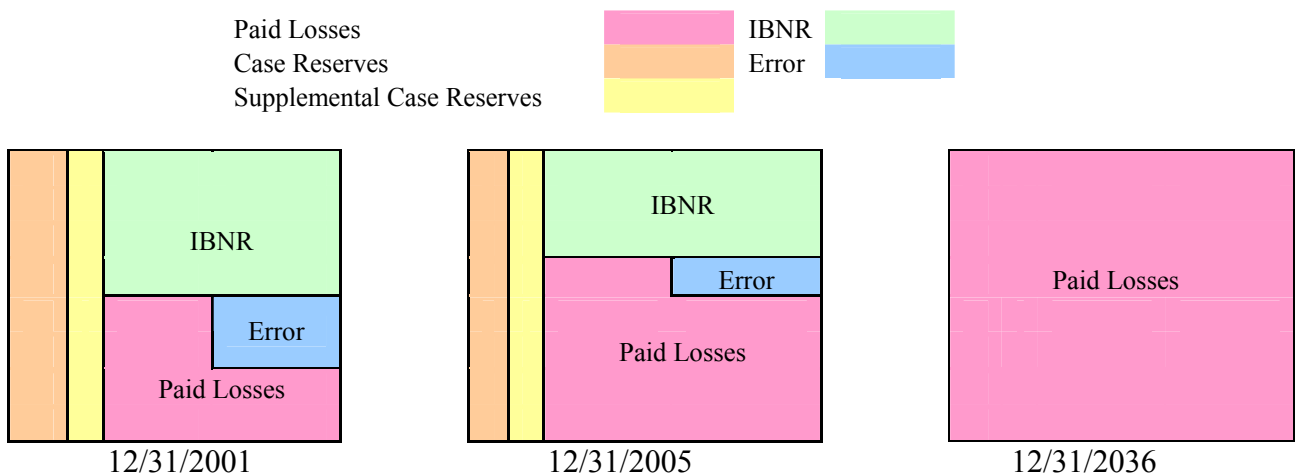 Paid Losses IBNR
Case Reserves Error
Supplemental Case Reserves
IBNR
Error
Paid Losses
12/31/2001
IBNR
Error
Paid Losses
12/31/2005
Paid Losses
12/31/2036